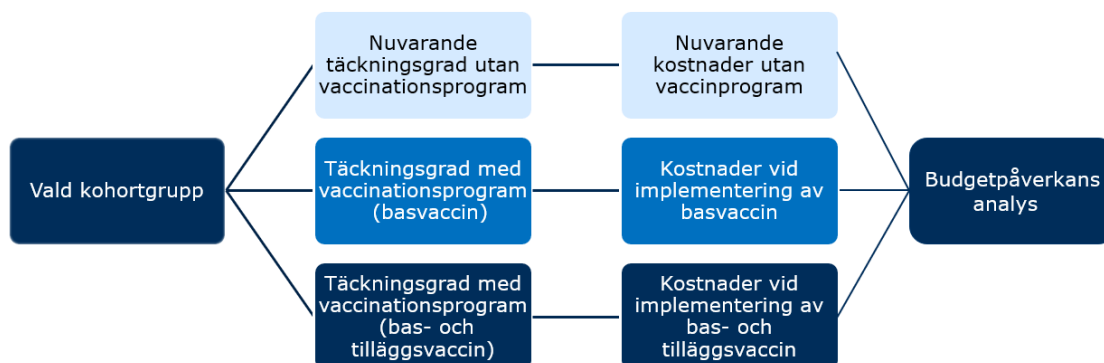 Vald kohortgrupp
Nuvarande
täckningsgrad utan
vaccinationsprogram
Nuvarande
kostnader utan
vaccinprogram
Täckningsgrad med
vaccinationsprogram
(basvaccin)
Kostnader vid
implementering av
basvaccin
Täckningsgrad med
vaccinationsprogram
(bas- och
tilläggsvaccin)
Kostnader vid
implementering av
bas- och
tilläggsvaccin
Budgetpåverkans
analys